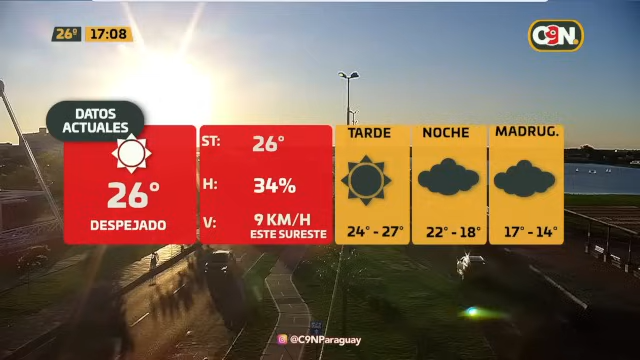 26º 17:08
C9N
DATOS
ACTUALES
26°
DESPEJADO
ST: 26°
H: 34%
V: 9 KM/H
ESTE SURESTE
TARDE
24° - 27°
NOCHE
22° - 18°
MADRUG.
17° - 14°
@C9NParaguay